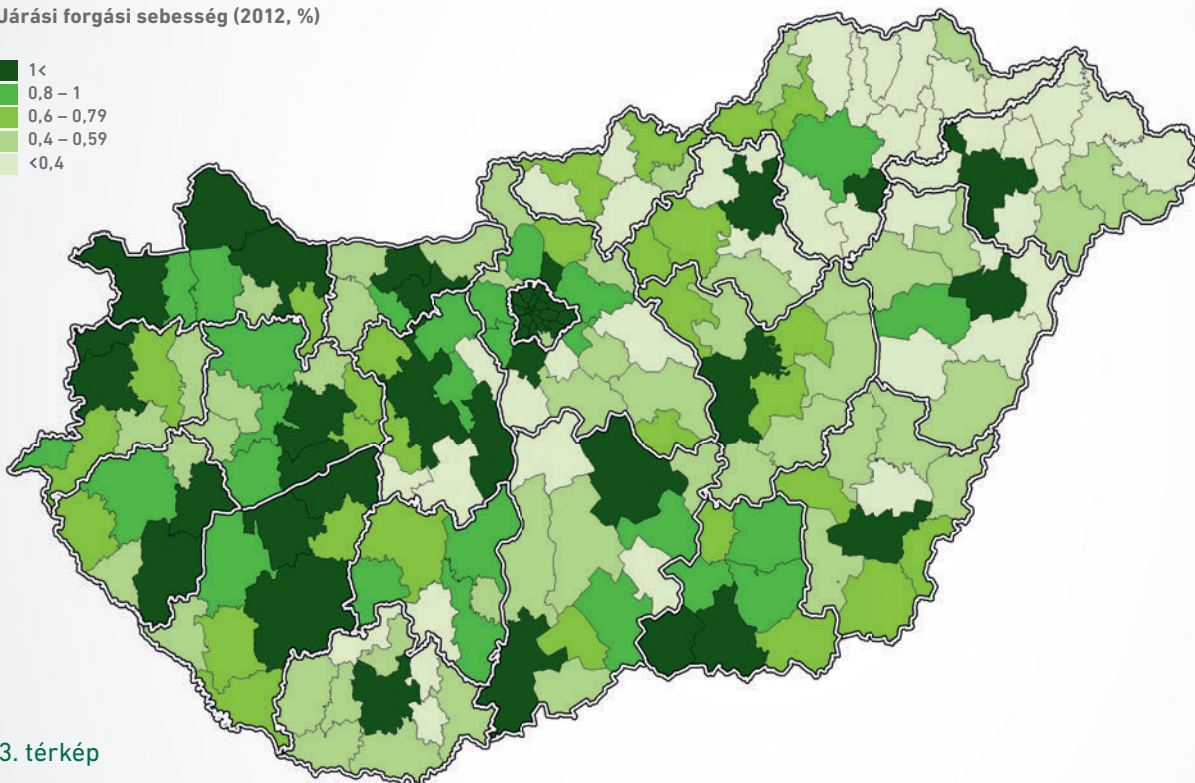 Járási forgási sebesség (2012, %)
1<
0,8 – 1
0,6 – 0,79
0,4 – 0,59
<0,4
3. térkép